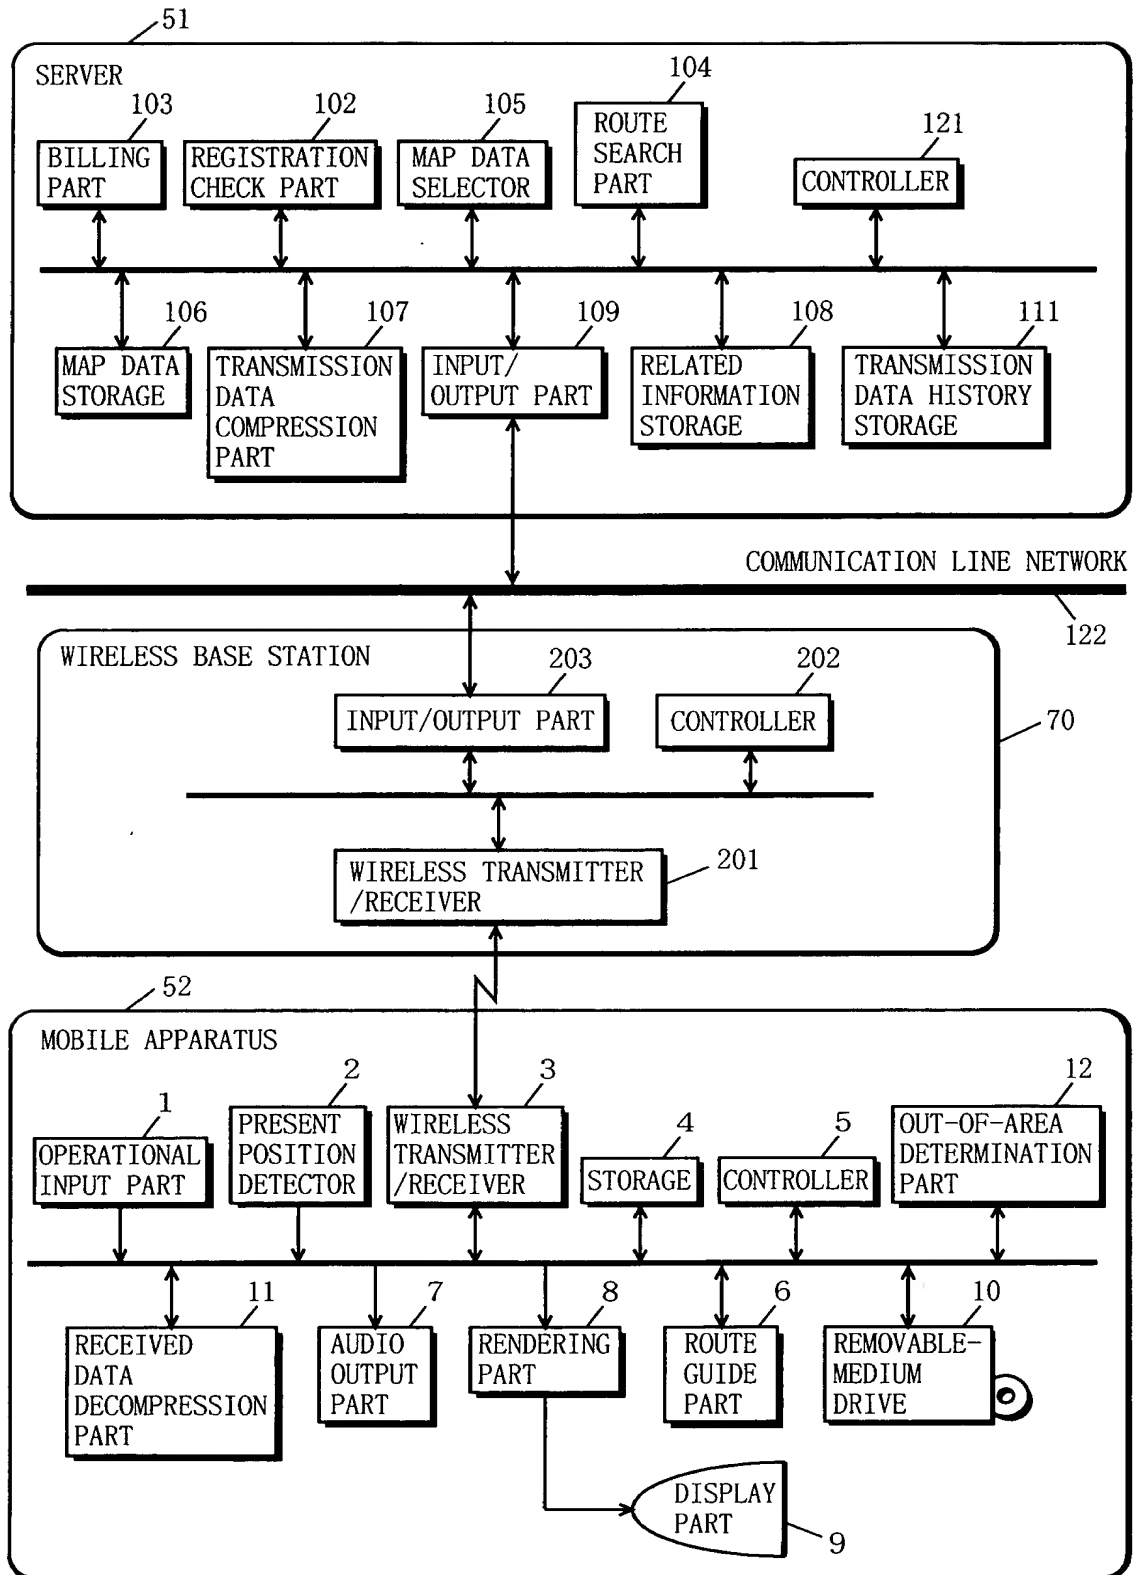 51
SERVER
103
102
105
104
121
BILLING
PART
REGISTRATION
CHECK PART
MAP DATA
SELECTOR
ROUTE
SEARCH
PART
CONTROLLER
106
107
109
108
111
MAP DATA
STORAGE
TRANSMISSION
DATA
COMPRESSION
PART
INPUT/
OUTPUT PART
RELATED
INFORMATION
STORAGE
TRANSMISSION
DATA HISTORY
STORAGE
COMMUNICATION LINE NETWORK
122
WIRELESS BASE STATION
203
202
INPUT/OUTPUT PART
CONTROLLER
70
WIRELESS TRANSMITTER
/RECEIVER
201
52
MOBILE APPARATUS
1
2
3
4
5
12
OPERATIONAL
INPUT PART
PRESENT
POSITION
DETECTOR
WIRELESS
TRANSMITTER
/RECEIVER
STORAGE
CONTROLLER
OUT-OF-AREA
DETERMINATION
PART
11
7
8
6
10
RECEIVED
DATA
DECOMPRESSION
PART
AUDIO
OUTPUT
PART
RENDERING
PART
ROUTE
GUIDE
PART
REMOVABLE-
MEDIUM
DRIVE
DISPLAY
PART
9